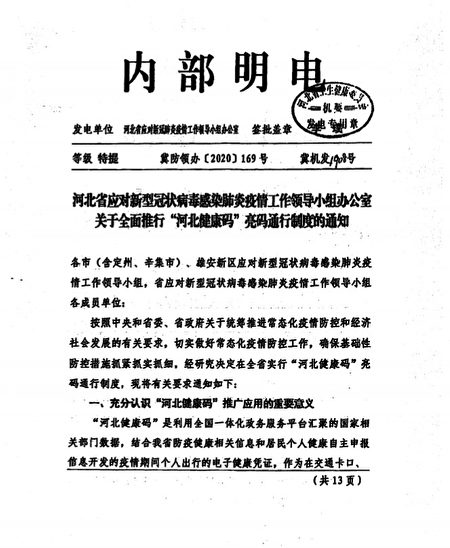 内部明电
发电单位 河北省应对新冠肺炎疫情工作领导小组办公室 签批盖章
机要
发电专用章
等级 特提 冀防领办〔2020〕169号 冀机发号
河北省应对新型冠状病毒感染肺炎疫情工作领导小组办公室
关于全面推行“河北健康码”亮码通行制度的通知
各市（含定州、辛集市）、雄安新区应对新型冠状病毒感染肺炎疫
情工作领导小组，省应对新型冠状病毒感染肺炎疫情工作领导小组
各成员单位：
按照中央和省委、省政府关于统筹推进常态化疫情防控和经济
社会发展的有关要求，切实做好常态化疫情防控工作，确保基础性
防控措施抓紧抓实抓细，经研究决定在全省实行“河北健康码”亮
码通行制度，现将有关要求通知如下：
一、充分认识“河北健康码”推广应用的重要意义
“河北健康码”是利用全国一体化政务服务平台汇聚的国家相
关部门数据，结合我省防疫健康相关信息和居民个人健康自主申报
信息开发的疫情期间个人出行的电子健康凭证，作为在交通卡口、
（共13页）